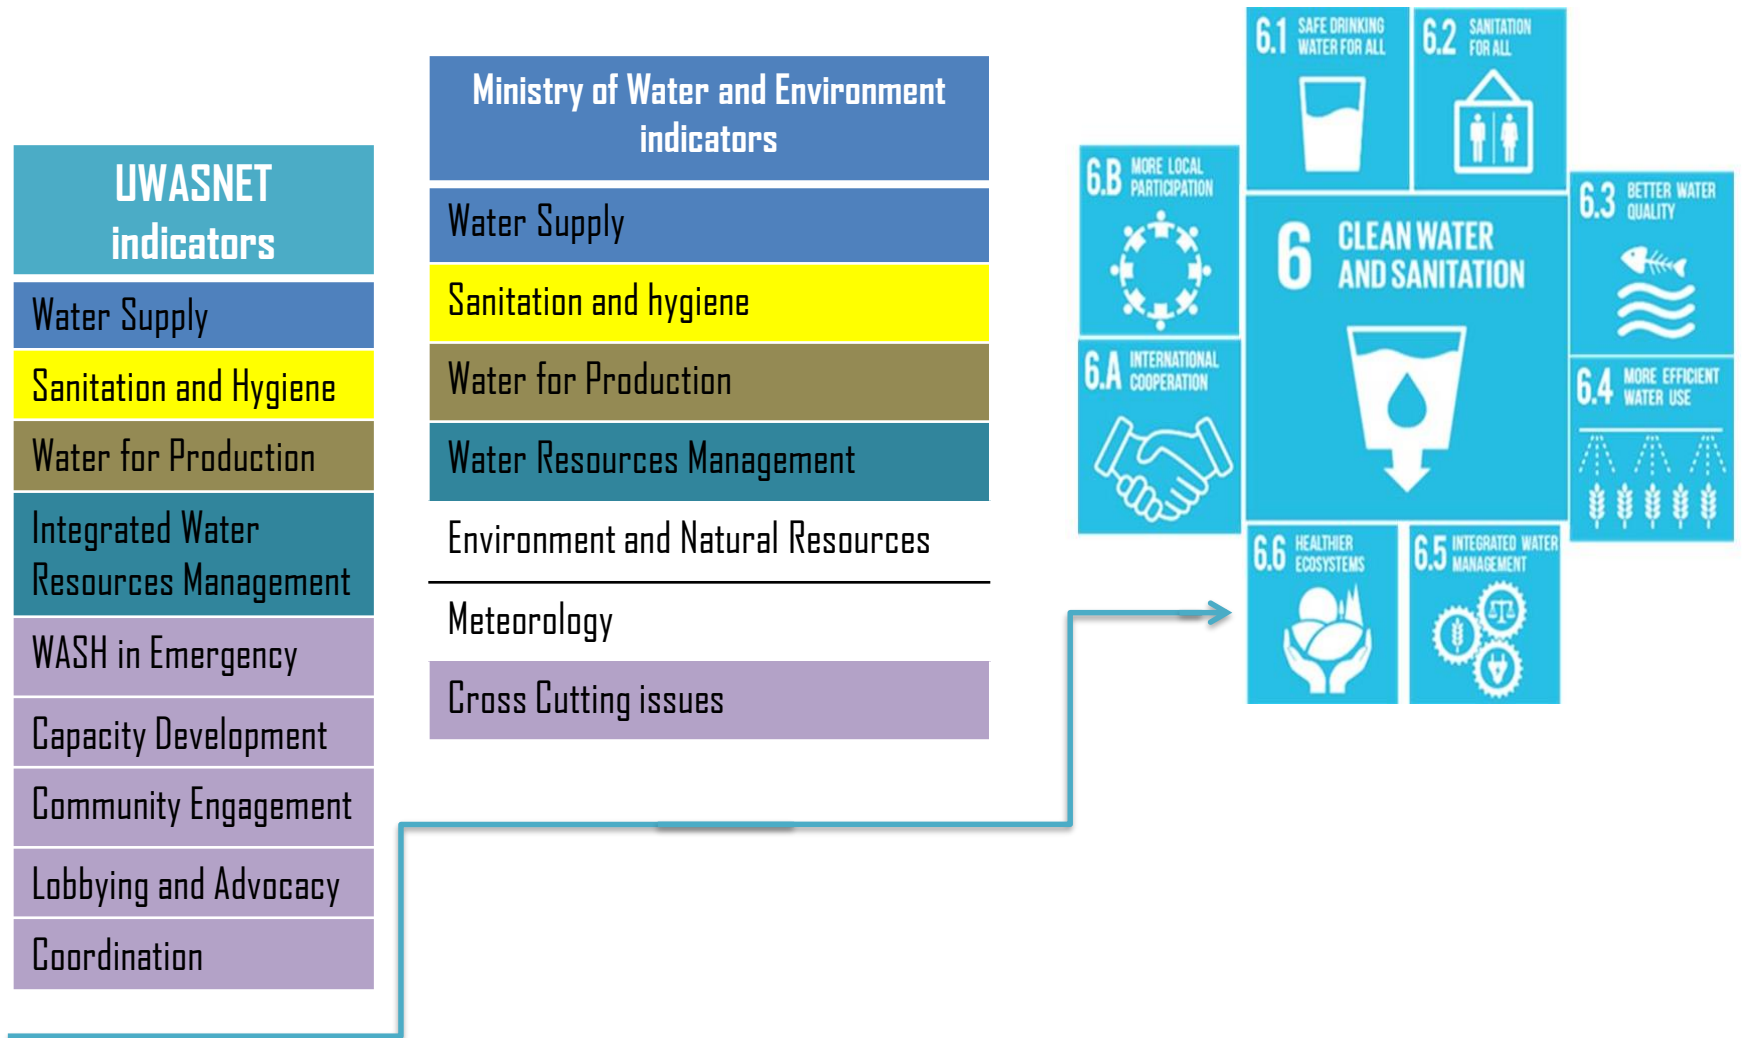 UWASNET
indicators
Water Supply
Sanitation and Hygiene
Water for Production
Integrated Water
Resources Management
WASH in Emergency
Capacity Development
Community Engagement
Lobbying and Advocacy
Coordination
Ministry of Water and Environment
indicators
Water Supply
Sanitation and hygiene
Water for Production
Water Resources Management
Environment and Natural Resources
Meteorology
Cross Cutting issues
6.1 SAFE DRINKING
WATER FOR ALL
6.2 SANITATION
FOR ALL
6.B MORE LOCAL
PARTICIPATION
6 CLEAN WATER
AND SANITATION
6.3 BETTER WATER
QUALITY
6.A INTERNATIONAL
COOPERATION
6.4 MORE EFFICIENT
WATER USE
6.6 HEALTHIER
ECOSYSTEMS
6.5 INTEGRATED WATER
MANAGEMENT